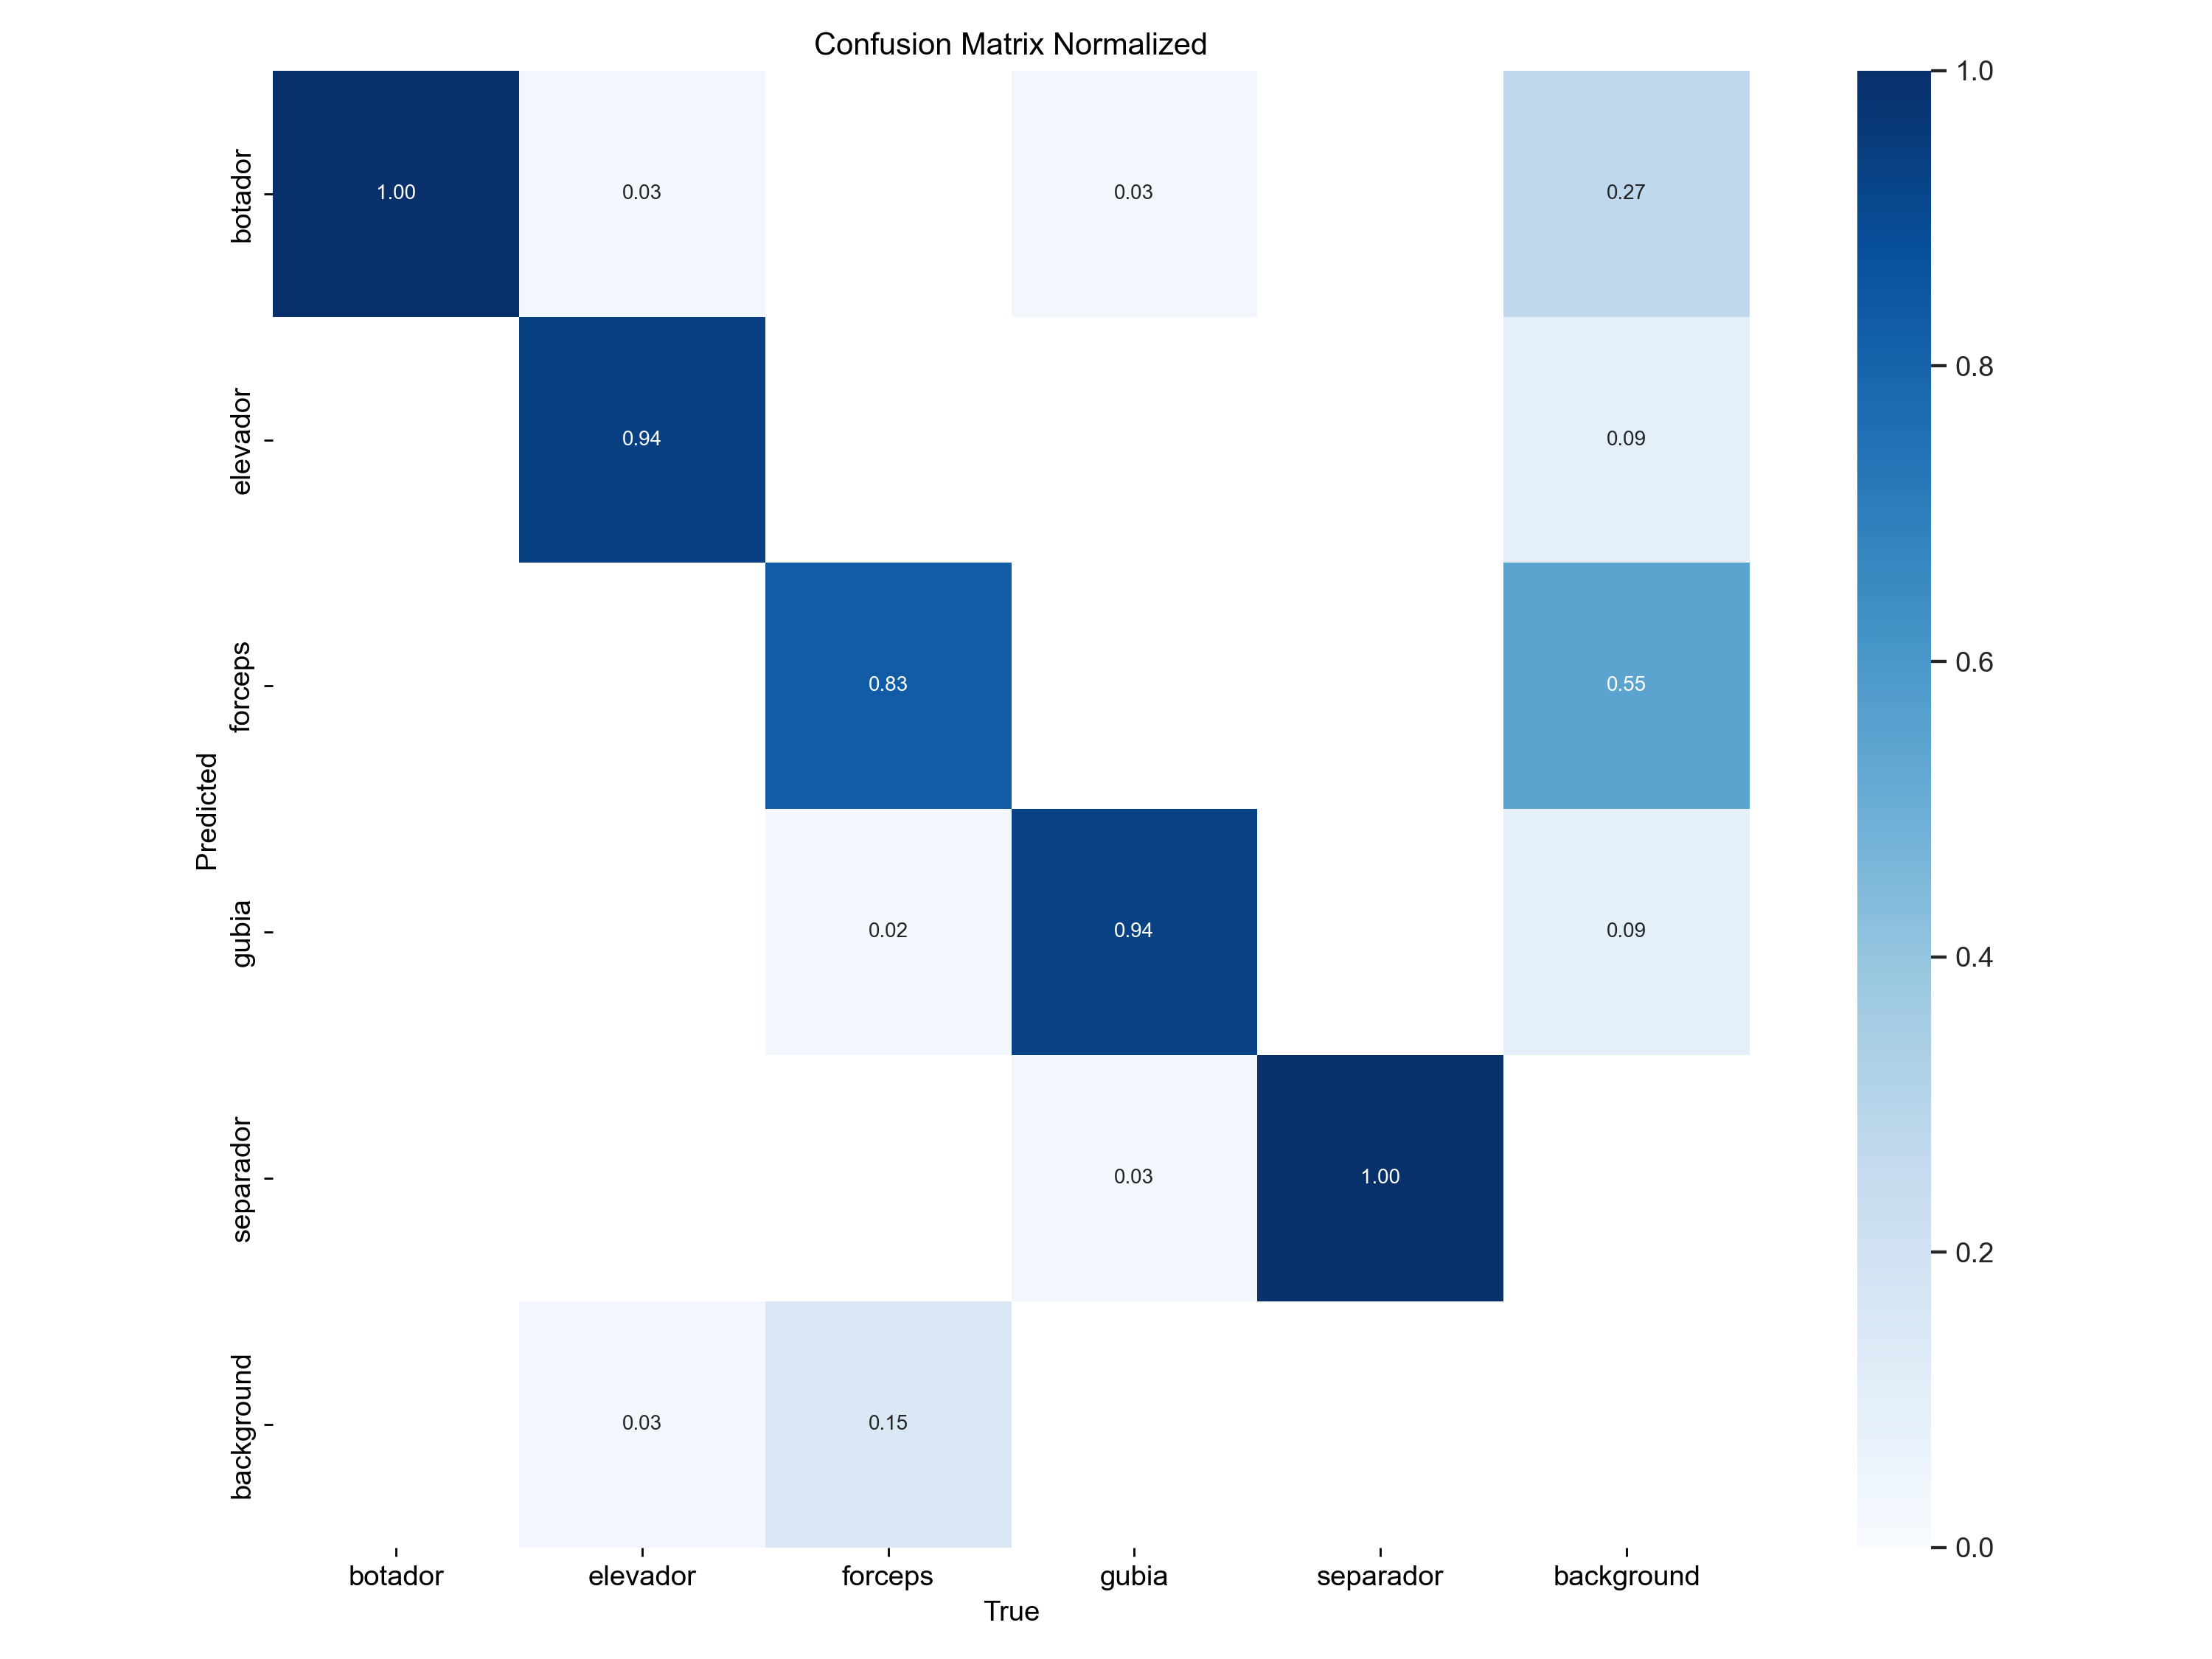 Confusion Matrix Normalized
botador
1.00
0.03
0.03
0.27
elevador
0.94
0.09
forceps
0.83
0.55
gubia
0.02
0.94
0.09
separador
0.03
1.00
background
0.03
0.15
Predicted
botador
elevador
forceps
gubia
separador
background
True
1.0
0.8
0.6
0.4
0.2
0.0